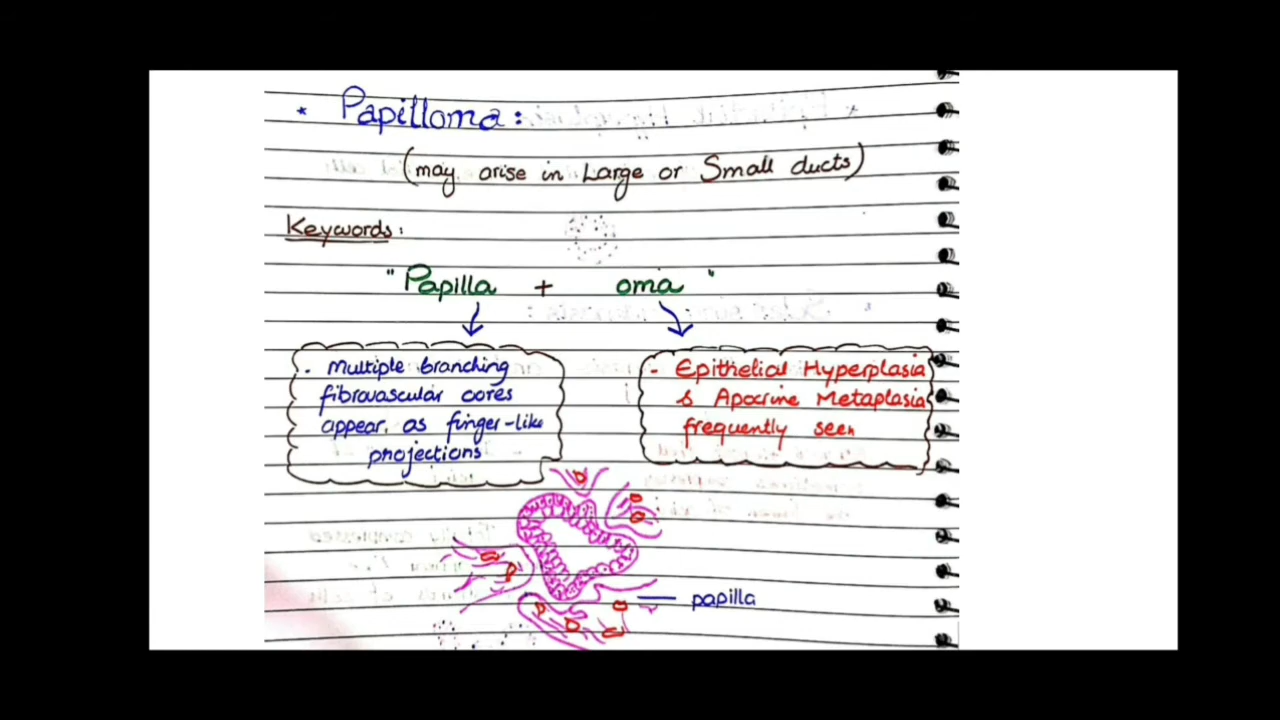 * Papilloma:
(may arise in Large or Small ducts)
Keywords:
"Papilla + oma"
. Multiple branching
fibrovascular cores
appear as finger-like
projections
- Epithelial Hyperplasia
& Apocrine Metaplasia
frequently seen
papilla